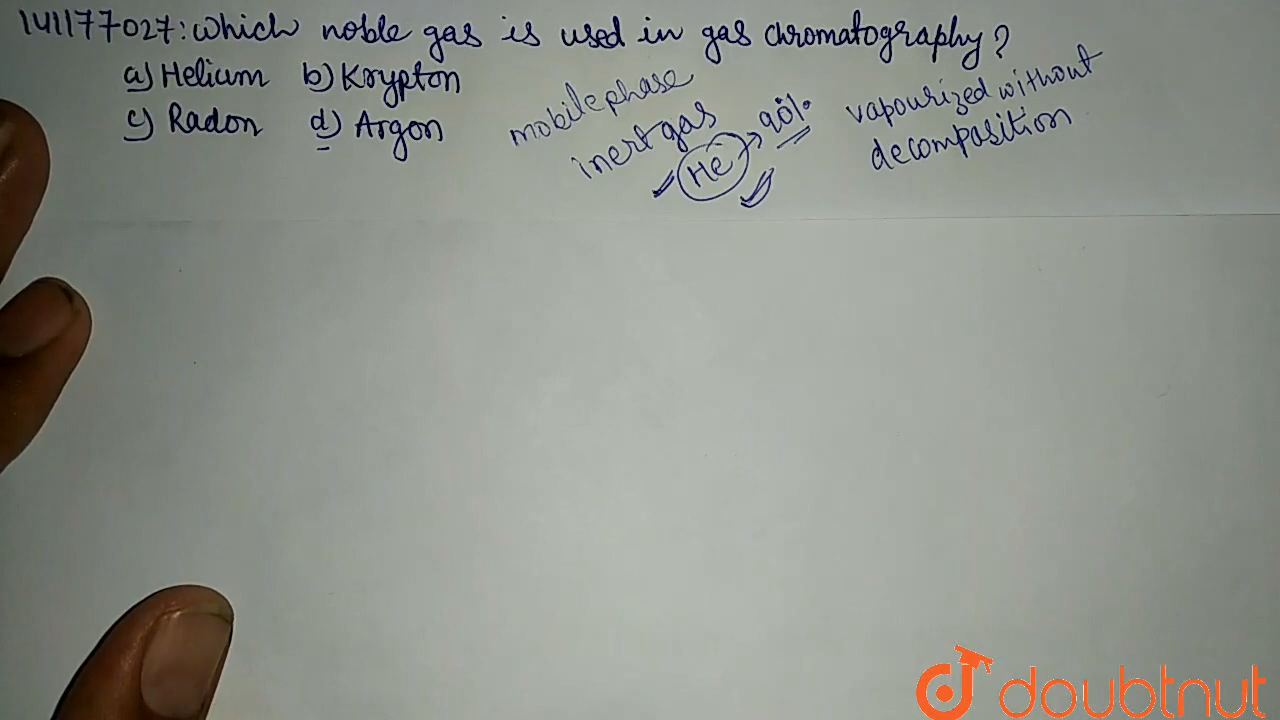 141177027: Which noble gas is used in gas chromatography?
a) Helium b) Krypton
c) Radon d) Argon
mobile phase
inert gas
He → 90%
vapourized without
decomposition
doubtnut